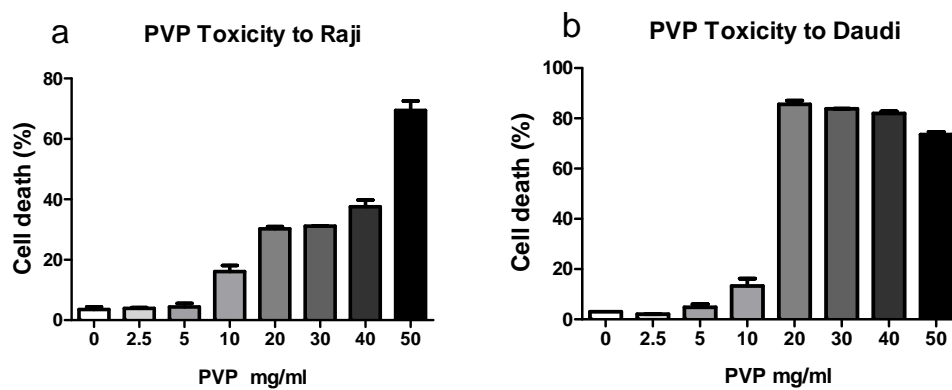 a
PVP Toxicity to Raji
80
60
40
20
0
Cell death (%)
0 2.5 5 10 20 30 40 50
PVP mg/ml
b
PVP Toxicity to Daudi
100
80
60
40
20
0
Cell death (%)
0 2.5 5 10 20 30 40 50
PVP mg/ml